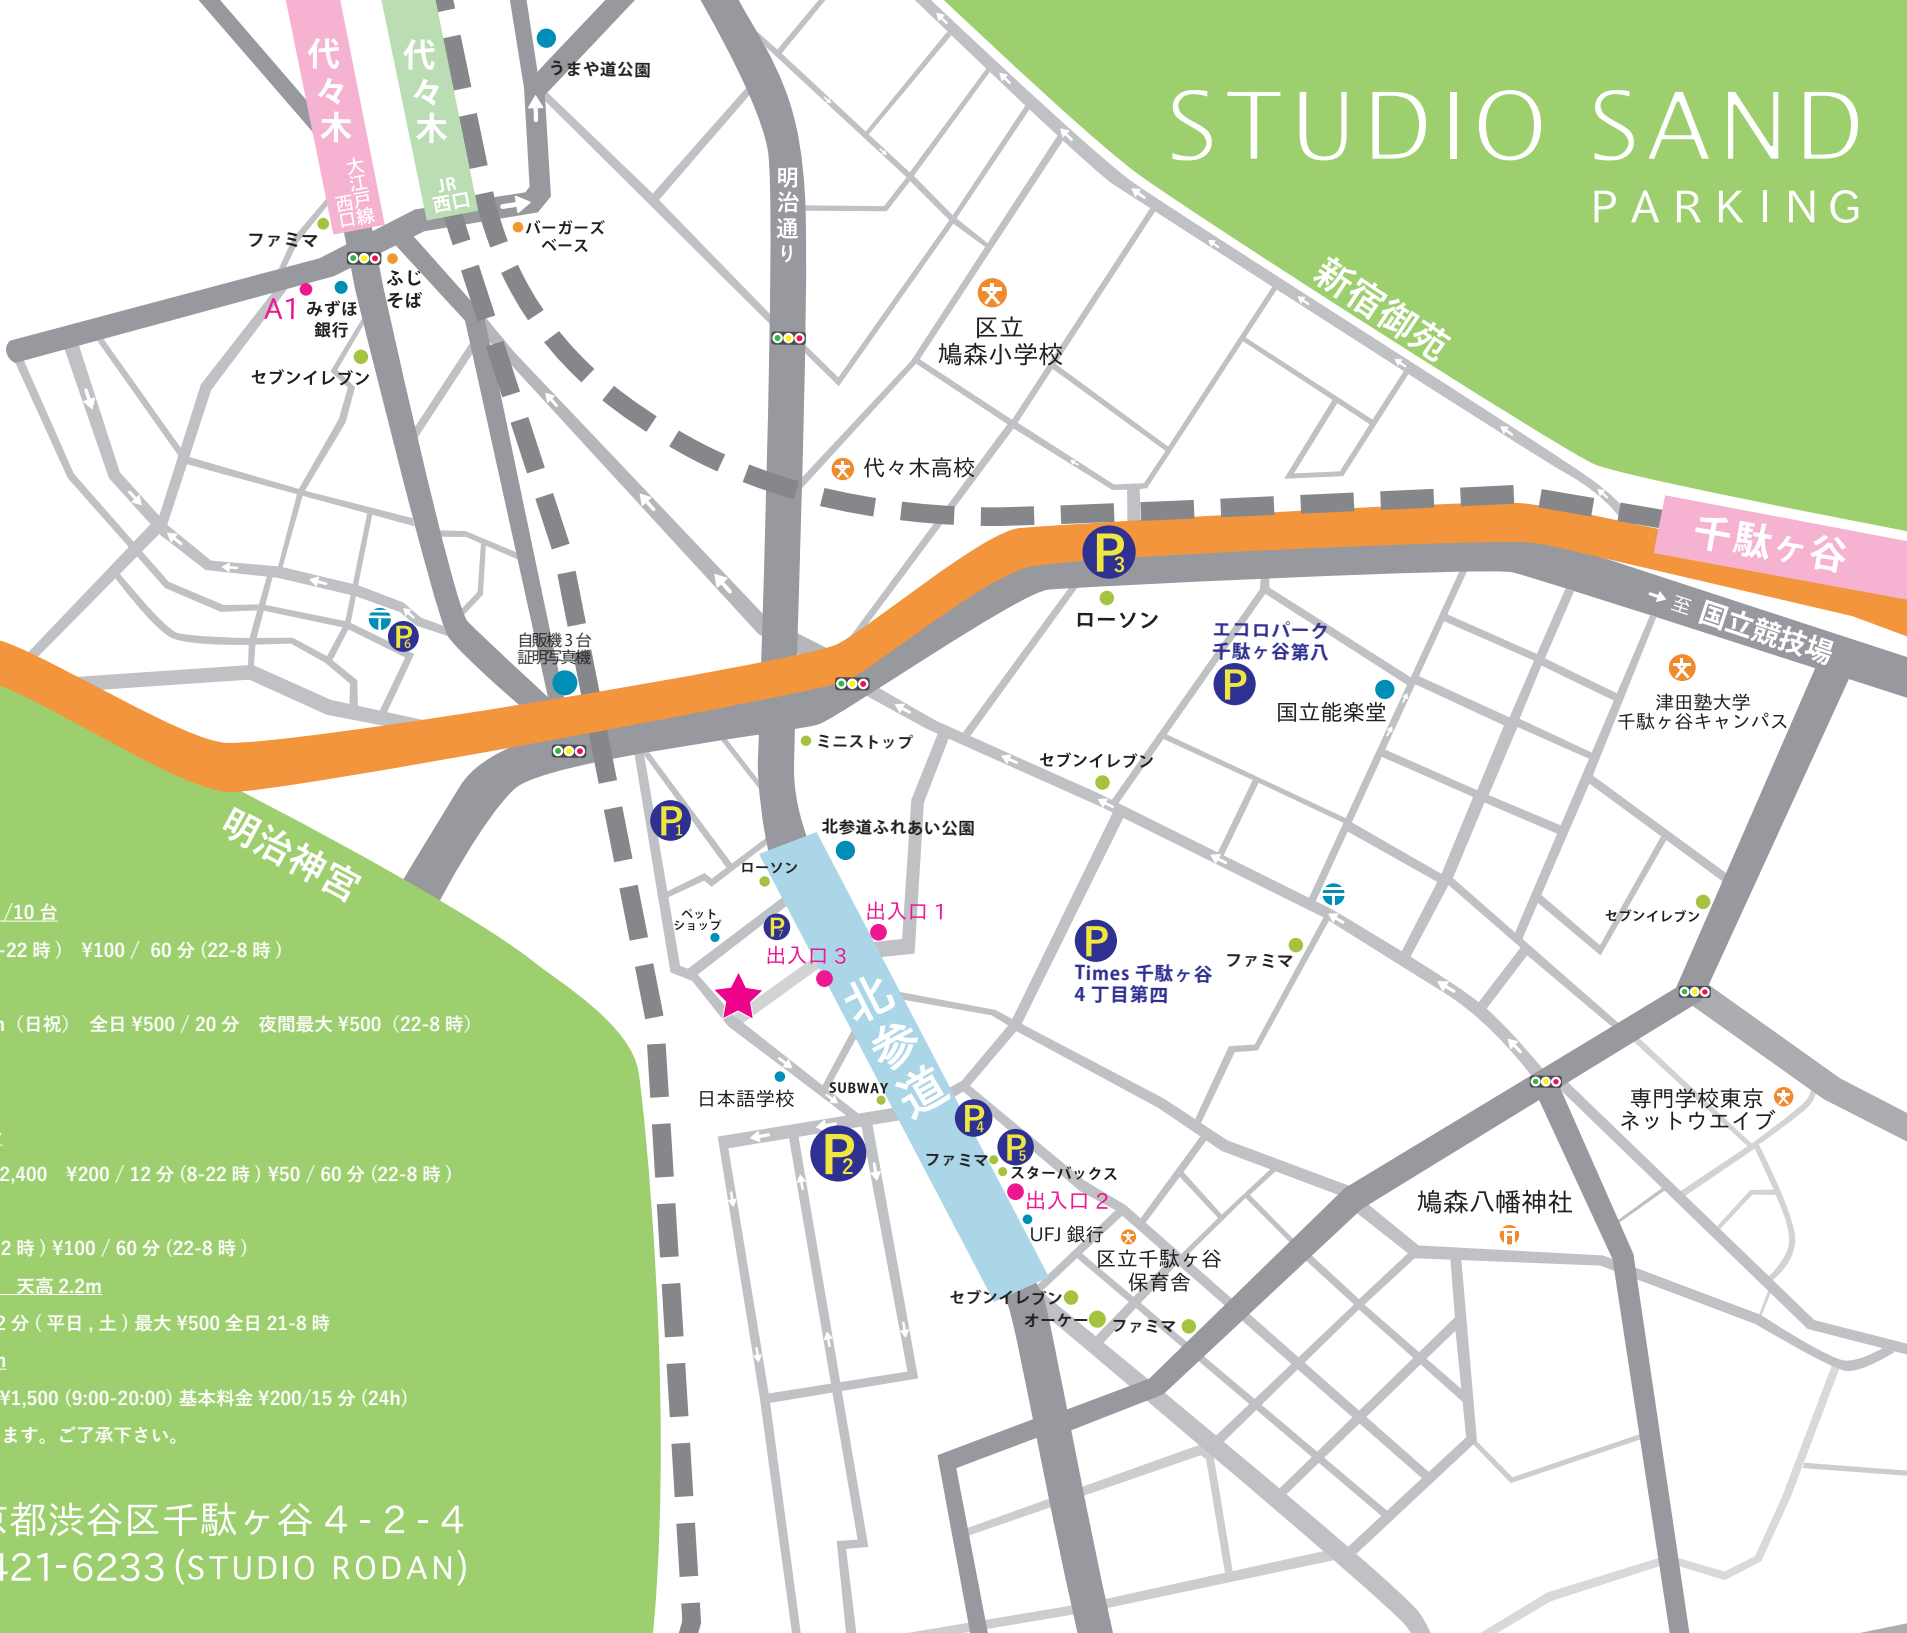 STUDIO SAND
PARKING
代々木
大江戸線
西口
代々木
JR
西口
うまや道公園
明治通り
ファミマ
バーガーズ
ベース
ふじ
そば
A1
みずほ
銀行
セブンイレブン
新宿御苑
区立
鳩森小学校
代々木高校
千駄ヶ谷
→至 国立競技場
P3
ローソン
エコロパーク
千駄ヶ谷第八
P
国立能楽堂
津田塾大学
千駄ヶ谷キャンパス
P6
自販機3台
証明写真機
ミニストップ
セブンイレブン
明治神宮
P1
北参道ふれあい公園
ローソン
ペット
ショップ
P7
出入口 1
出入口 3
北参道
P
Times 千駄ヶ谷
4 丁目第四
ファミマ
セブンイレブン
日本語学校
SUBWAY
P2
P4
P5
ファミマ
スターバックス
出入口 2
UFJ 銀行
区立千駄ヶ谷
保育舎
セブンイレブン
オーケー
ファミマ
鳩森八幡神社
専門学校東京
ネットウエイブ
/10 台
-22 時 ) ¥100 / 60 分 (22-8 時 )
（日祝） 全日 ¥500 / 20 分 夜間最大 ¥500（22-8 時）
2,400 ¥200 / 12 分 (8-22 時 ) ¥50 / 60 分 (22-8 時 )
2 時 ) ¥100 / 60 分 (22-8 時 )
天高 2.2m
2 分 ( 平日 , 土 ) 最大 ¥500 全日 21-8 時
¥1,500 (9:00-20:00) 基本料金 ¥200/15 分 (24h)
ます。ご了承下さい。
京都渋谷区千駄ヶ谷 4 - 2 - 4
421-6233 (STUDIO RODAN)